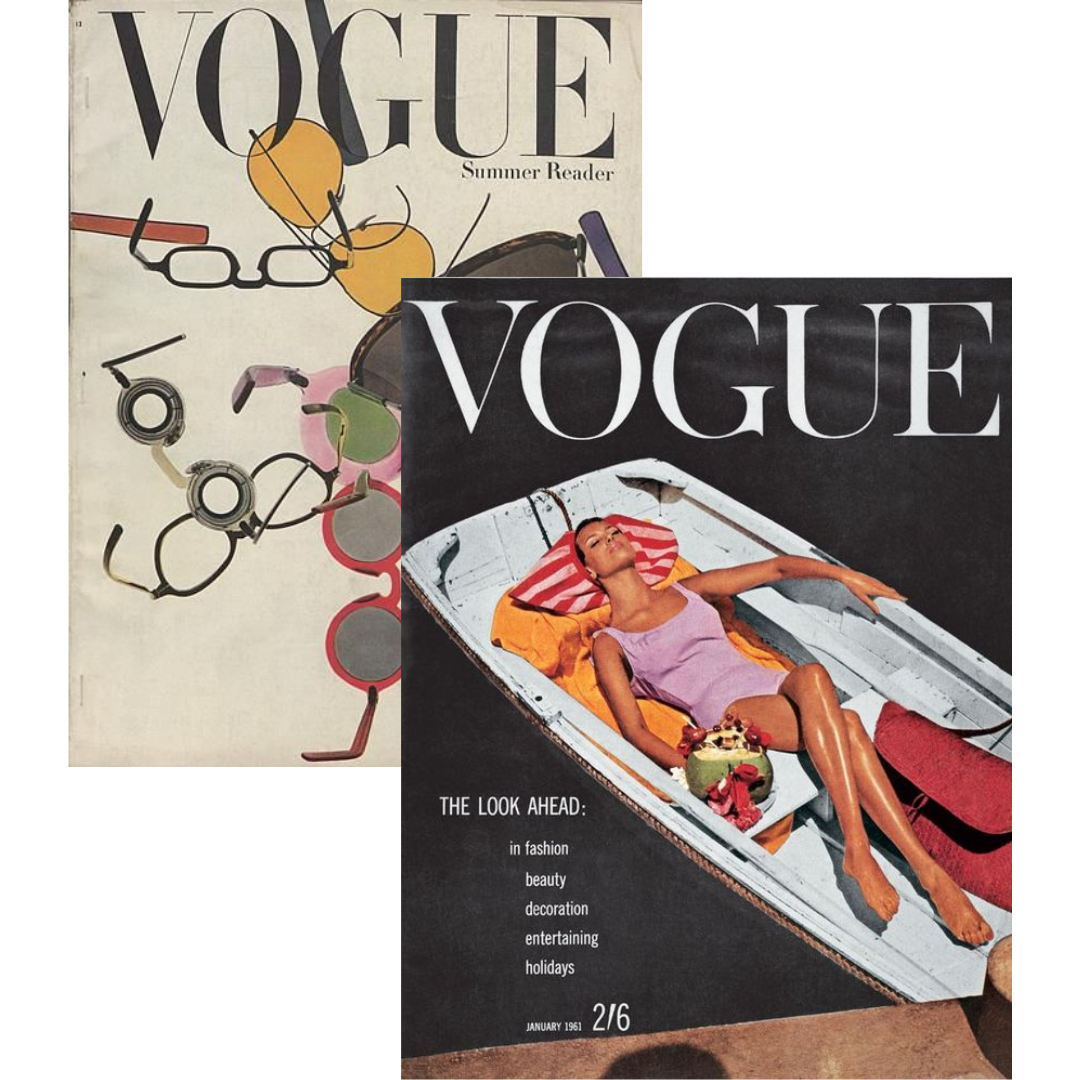 VOGUE
Summer Reader
VOGUE
THE LOOK AHEAD:
in fashion
beauty
decoration
entertaining
holidays
JANUARY 1961 2/6